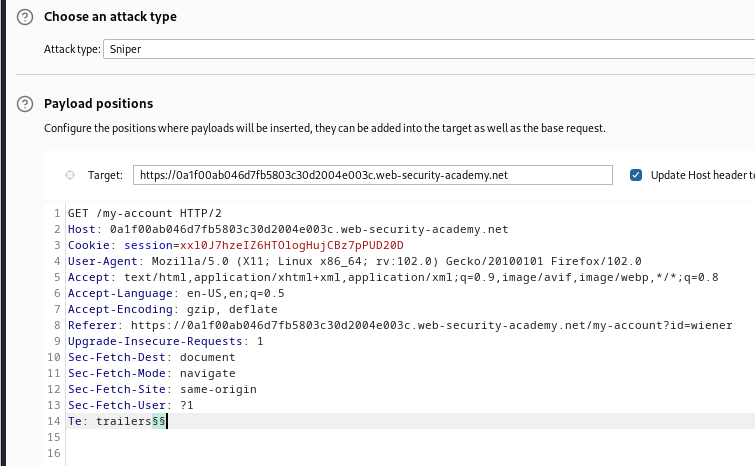 Choose an attack type
Attack type: Sniper
Payload positions
Configure the positions where payloads will be inserted, they can be added into the target as well as the base request.
Target: https://0a1f00ab046d7fb5803c30d2004e003c.web-security-academy.net Update Host header to
1 GET /my-account HTTP/2
2 Host: 0a1f00ab046d7fb5803c30d2004e003c.web-security-academy.net
3 Cookie: session=xxl0J7hzeIZ6HTOlogHujCBz7pPUD20D
4 User-Agent: Mozilla/5.0 (X11; Linux x86_64; rv:102.0) Gecko/20100101 Firefox/102.0
5 Accept: text/html,application/xhtml+xml,application/xml;q=0.9,image/avif,image/webp,*/*;q=0.8
6 Accept-Language: en-US,en;q=0.5
7 Accept-Encoding: gzip, deflate
8 Referer: https://0a1f00ab046d7fb5803c30d2004e003c.web-security-academy.net/my-account?id=wiener
9 Upgrade-Insecure-Requests: 1
10 Sec-Fetch-Dest: document
11 Sec-Fetch-Mode: navigate
12 Sec-Fetch-Site: same-origin
13 Sec-Fetch-User: ?1
14 Te: trailers§§
15
16